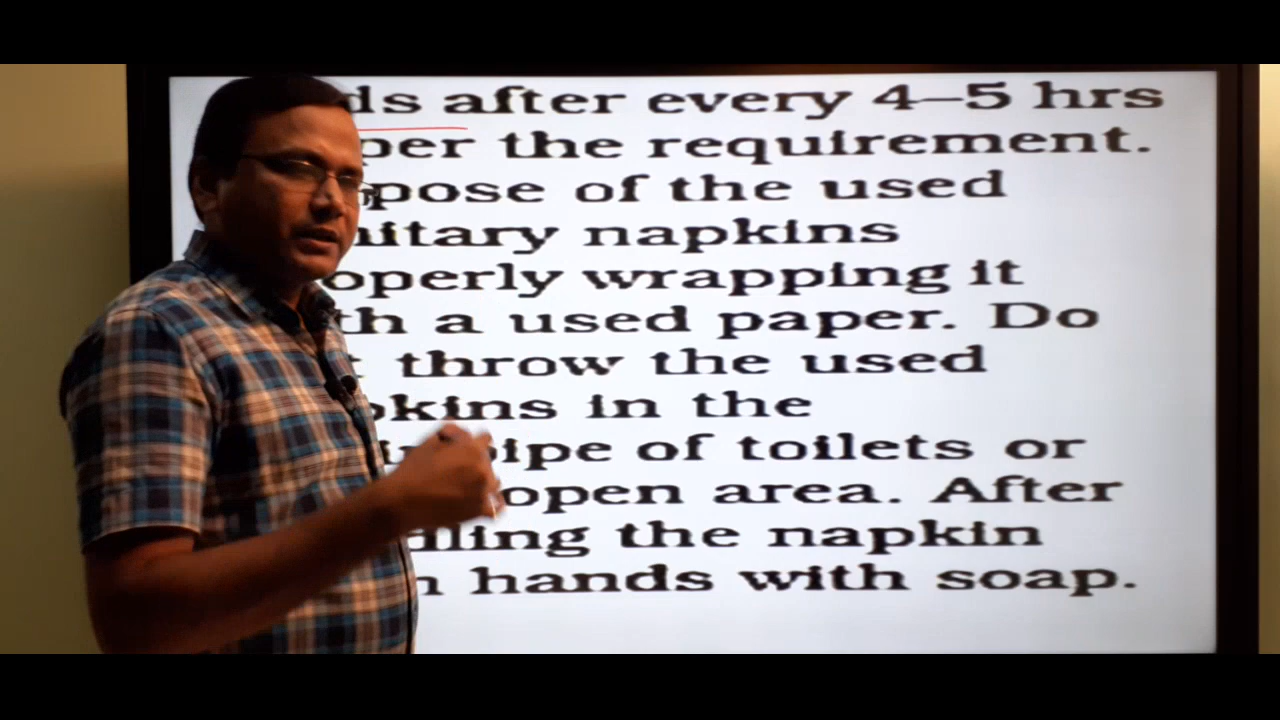 ds after every 4–5 hrs
per the requirement.
pose of the used
itary napkins
operly wrapping it
th a used paper. Do
throw the used
kins in the
pipe of toilets or
open area. After
ling the napkin
hands with soap.